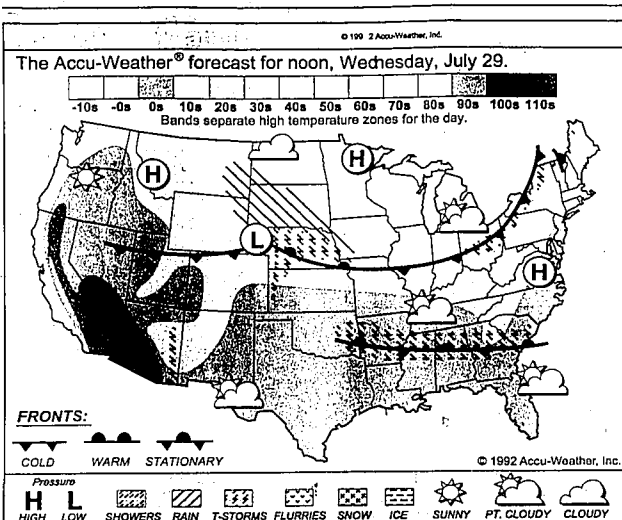 © 199 2 Accu-Weather, Inc.
The Accu-Weather® forecast for noon, Wednesday, July 29.
-10s -0s 0s 10s 20s 30s 40s 50s 60s 70s 80s 90s 100s 110s
Bands separate high temperature zones for the day.
H
H
L
H
FRONTS:
COLD WARM STATIONARY
© 1992 Accu-Weather, Inc.
Pressure
H L
HIGH LOW SHOWERS RAIN T-STORMS FLURRIES SNOW ICE SUNNY PT. CLOUDY CLOUDY